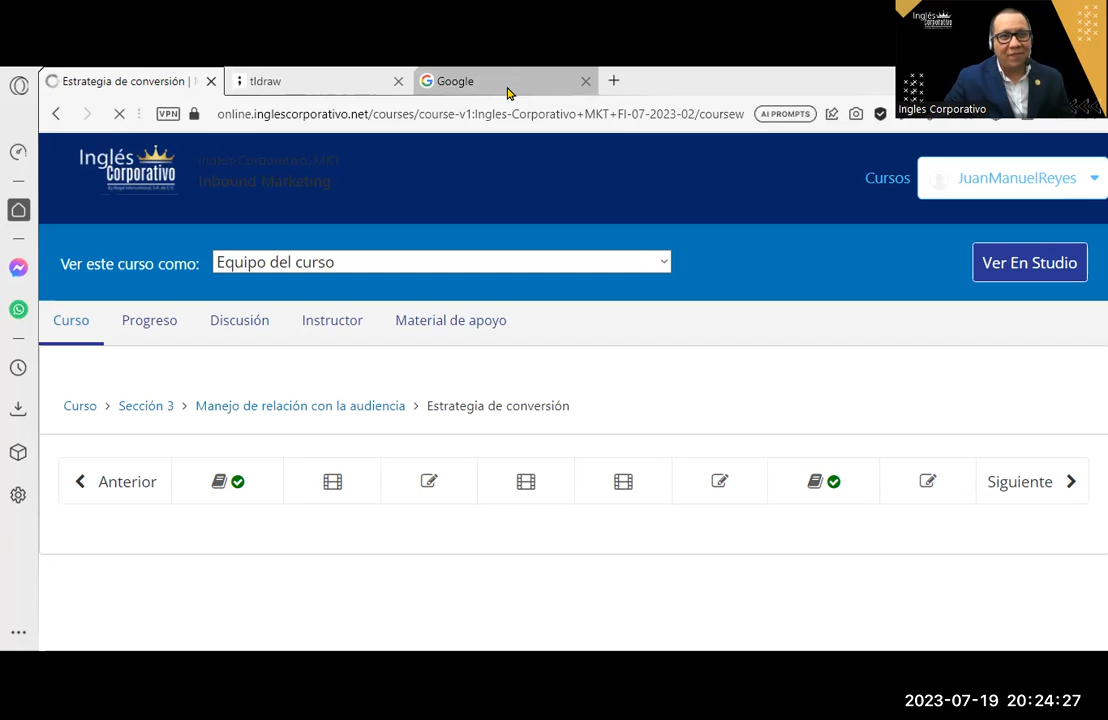 Inglés
Corporativo
Ingles Corporativo
Estrategia de conversión |
tldraw
Google
VPN
online.inglescorporativo.net/courses/course-v1:Ingles-Corporativo+MKT+FI-07-2023-02/coursew
AI PROMPTS
Inglés
Corporativo
Ingles-Corporativo: MKT
Inbound Marketing
Cursos
JuanManuelReyes
Ver este curso como:
Equipo del curso
Ver En Studio
Curso
Progreso
Discusión
Instructor
Material de apoyo
Curso > Sección 3 > Manejo de relación con la audiencia > Estrategia de conversión
Anterior
Siguiente
2023-07-19 20:24:27